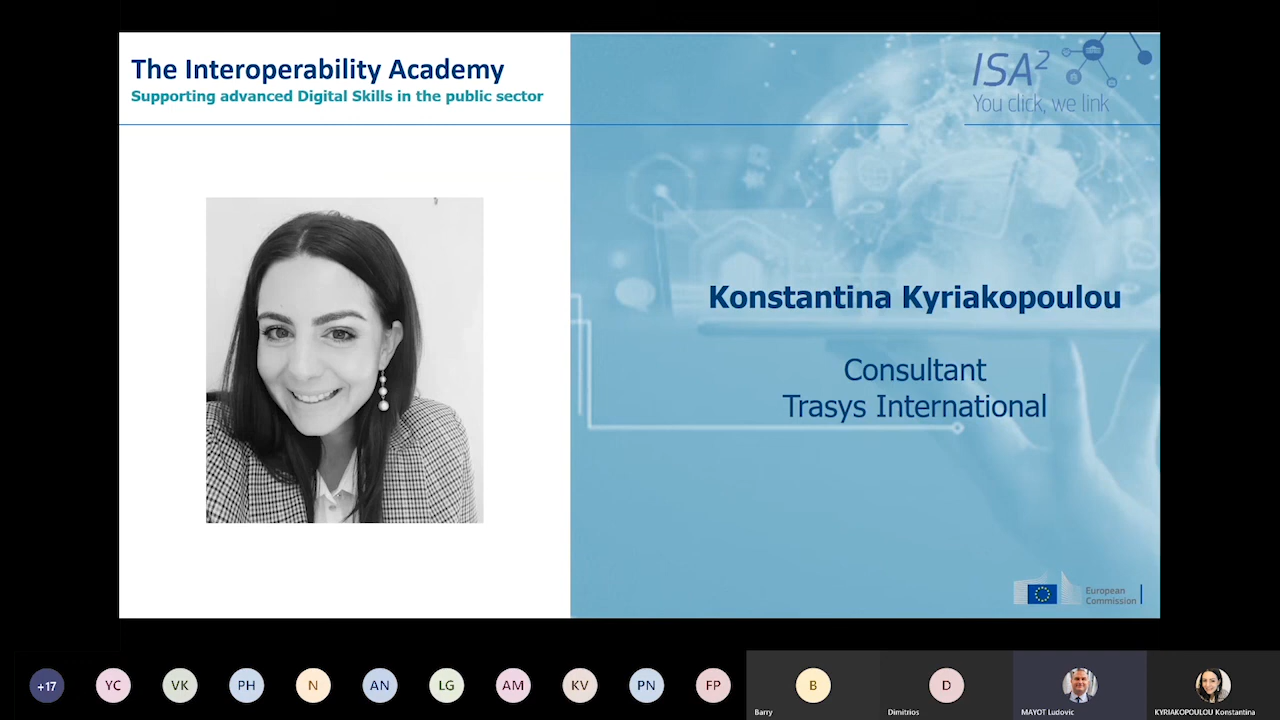 The Interoperability Academy
Supporting advanced Digital Skills in the public sector
ISA²
You click, we link
Konstantina Kyriakopoulou
Consultant
Trasys International
European
Commission
+17
YC
VK
PH
N
AN
LG
AM
KV
PN
FP
B
D
Barry
Dimitrios
MAYOT Ludovic
KYRIAKOPOULOU Konstantina